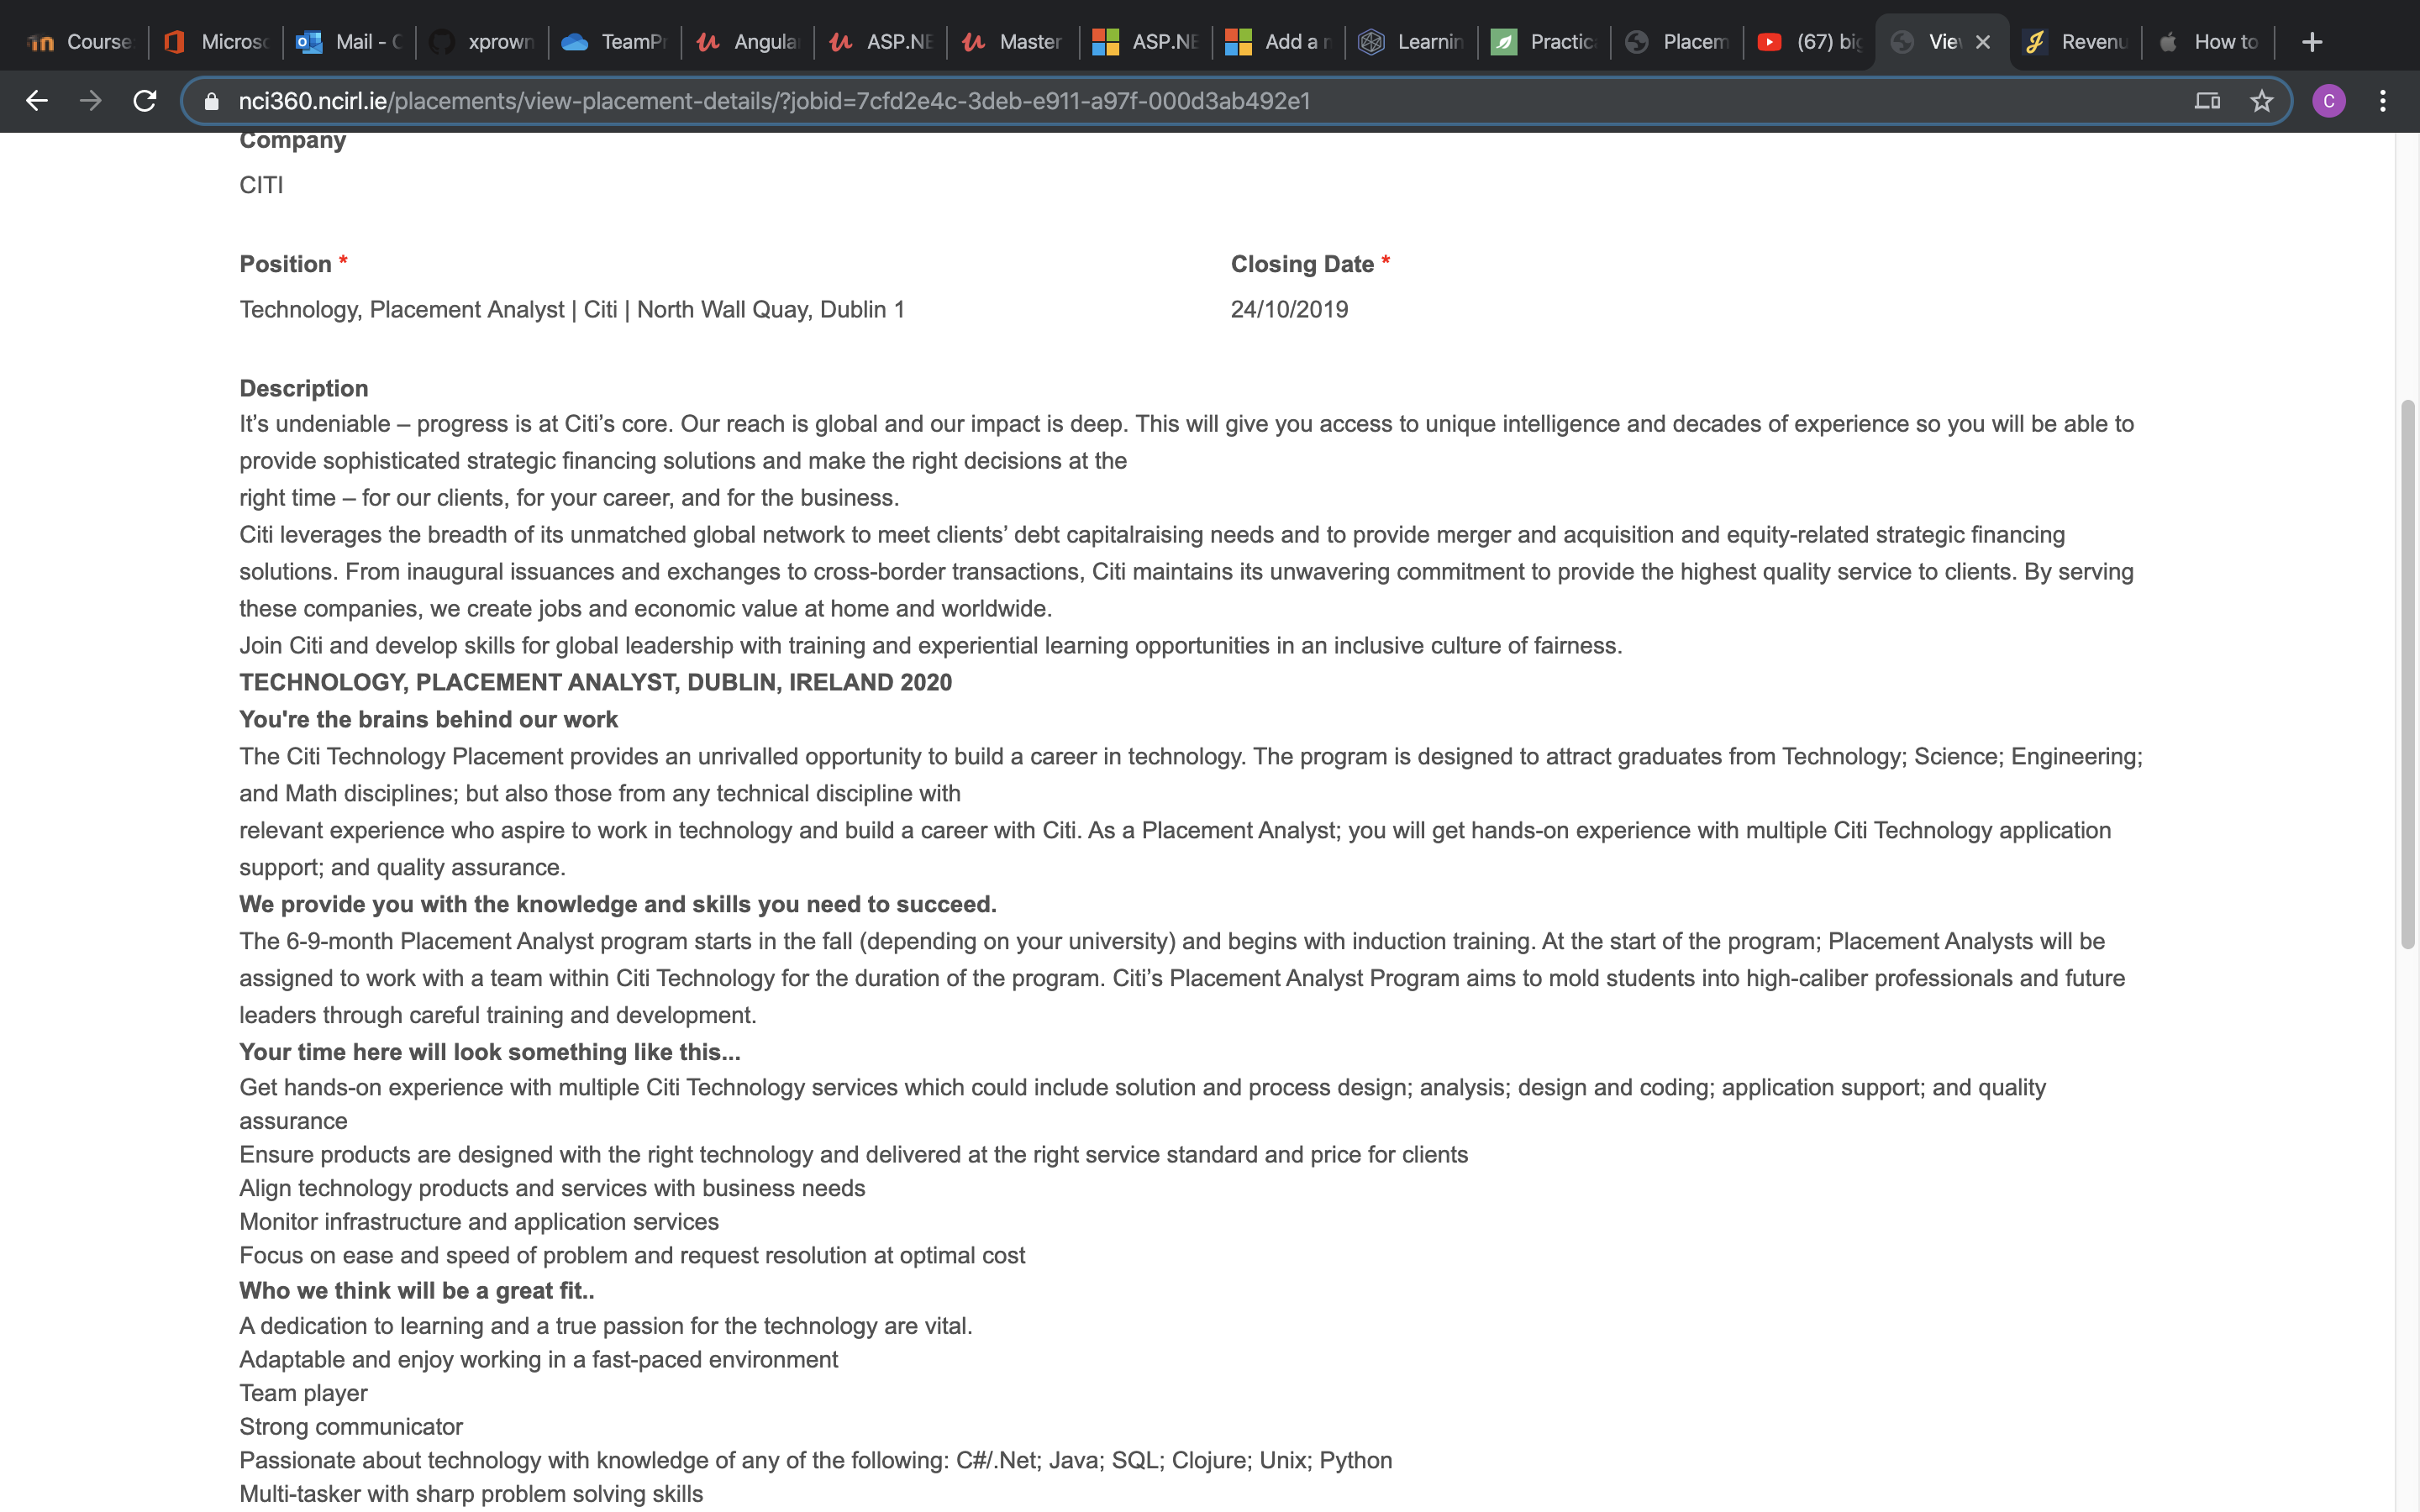 Course
Micros
Mail - C
xprown
TeamPr
Angula
ASP.NE
Master
ASP.NE
Add a n
Learnin
Practic
Placem
(67) big
Vie
Revenu
How to
nci360.ncirl.ie/placements/view-placement-details/?jobid=7cfd2e4c-3deb-e911-a97f-000d3ab492e1
C
Company
CITI
Position *
Technology, Placement Analyst | Citi | North Wall Quay, Dublin 1
Closing Date *
24/10/2019
Description
It’s undeniable – progress is at Citi’s core. Our reach is global and our impact is deep. This will give you access to unique intelligence and decades of experience so you will be able to
provide sophisticated strategic financing solutions and make the right decisions at the
right time – for our clients, for your career, and for the business.
Citi leverages the breadth of its unmatched global network to meet clients’ debt capitalraising needs and to provide merger and acquisition and equity-related strategic financing
solutions. From inaugural issuances and exchanges to cross-border transactions, Citi maintains its unwavering commitment to provide the highest quality service to clients. By serving
these companies, we create jobs and economic value at home and worldwide.
Join Citi and develop skills for global leadership with training and experiential learning opportunities in an inclusive culture of fairness.
TECHNOLOGY, PLACEMENT ANALYST, DUBLIN, IRELAND 2020
You're the brains behind our work
The Citi Technology Placement provides an unrivalled opportunity to build a career in technology. The program is designed to attract graduates from Technology; Science; Engineering;
and Math disciplines; but also those from any technical discipline with
relevant experience who aspire to work in technology and build a career with Citi. As a Placement Analyst; you will get hands-on experience with multiple Citi Technology application
support; and quality assurance.
We provide you with the knowledge and skills you need to succeed.
The 6-9-month Placement Analyst program starts in the fall (depending on your university) and begins with induction training. At the start of the program; Placement Analysts will be
assigned to work with a team within Citi Technology for the duration of the program. Citi’s Placement Analyst Program aims to mold students into high-caliber professionals and future
leaders through careful training and development.
Your time here will look something like this...
Get hands-on experience with multiple Citi Technology services which could include solution and process design; analysis; design and coding; application support; and quality
assurance
Ensure products are designed with the right technology and delivered at the right service standard and price for clients
Align technology products and services with business needs
Monitor infrastructure and application services
Focus on ease and speed of problem and request resolution at optimal cost
Who we think will be a great fit..
A dedication to learning and a true passion for the technology are vital.
Adaptable and enjoy working in a fast-paced environment
Team player
Strong communicator
Passionate about technology with knowledge of any of the following: C#/.Net; Java; SQL; Clojure; Unix; Python
Multi-tasker with sharp problem solving skills